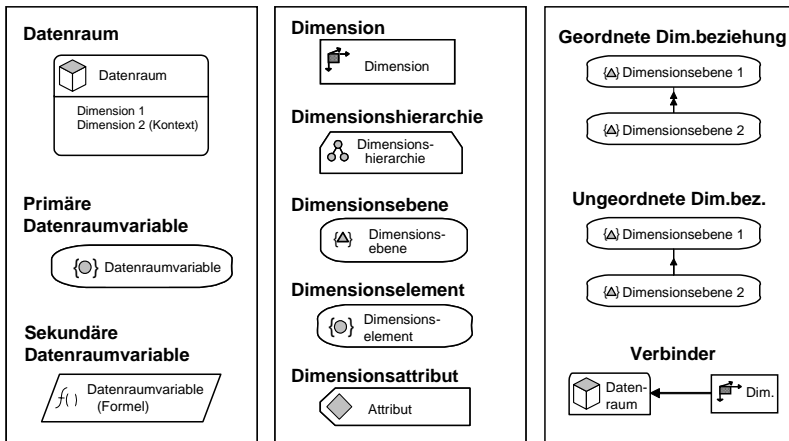 Datenraum
Datenraum
Dimension 1
Dimension 2 (Kontext)
Primäre
Datenraumvariable
{ } Datenraumvariable
Sekundäre
Datenraumvariable
f( ) Datenraumvariable
(Formel)
Dimension
Dimension
Dimensionshierarchie
Dimensions-
hierarchie
Dimensionsebene
{ } Dimensions-
ebene
Dimensionselement
{ } Dimensions-
element
Dimensionsattribut
Attribut
Geordnete Dim.beziehung
{ } Dimensionsebene 1
{ } Dimensionsebene 2
Ungeordnete Dim.bez.
{ } Dimensionsebene 1
{ } Dimensionsebene 2
Verbinder
Daten-
raum
Dim.